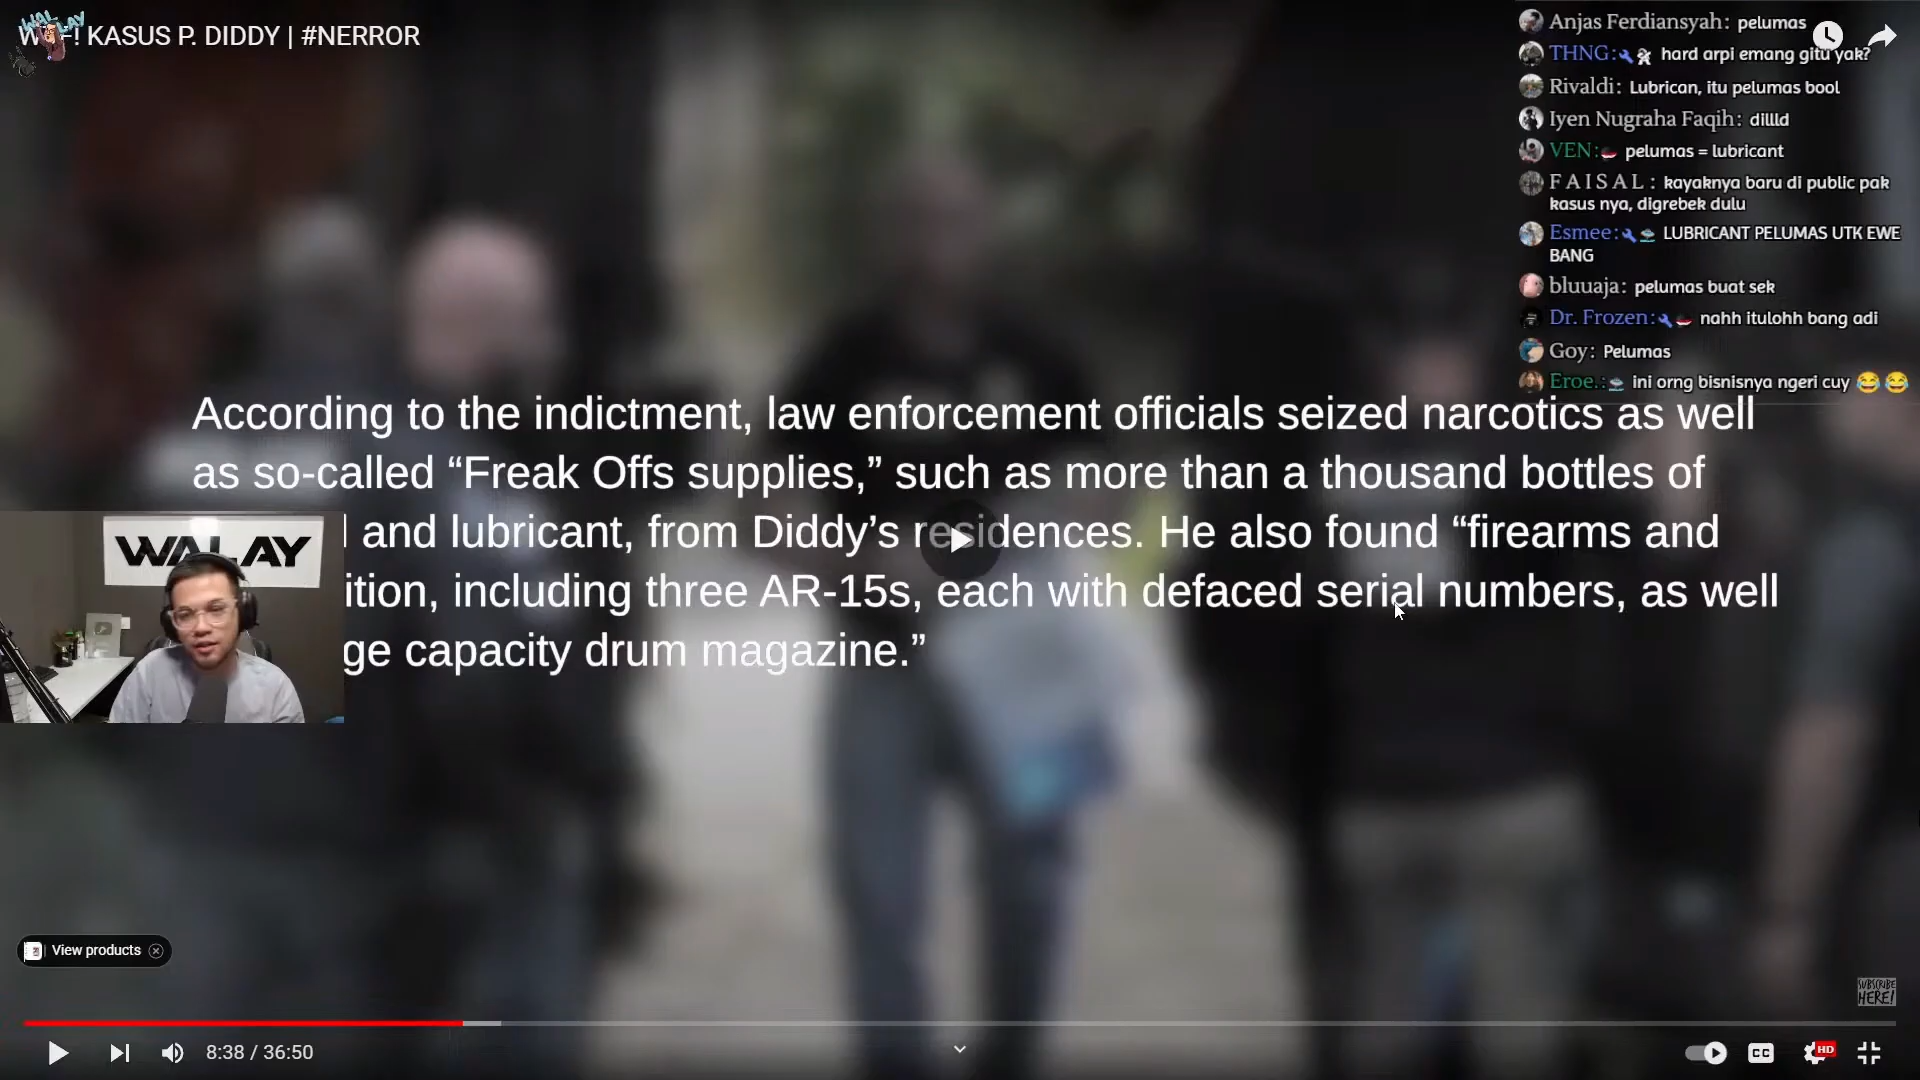 KASUS P. DIDDY | #NERROR
WALAY
Anjas Ferdiansyah: pelumas
THNG: hard arpi emang gitu yak?
Rivaldi: Lubrican, itu pelumas bool
Iyen Nugraha Faqih: dillld
VEN: pelumas = lubricant
F A I S A L : kayaknya baru di public pak
kasus nya, digrebek dulu
Esmee: LUBRICANT PELUMAS UTK EWE
BANG
bluuaja: pelumas buat sek
Dr. Frozen: nahh itulohh bang adi
Goy: Pelumas
Eroe.: ini orng bisnisnya ngeri cuy 😂😂
According to the indictment, law enforcement officials seized narcotics as well
as so-called “Freak Offs supplies,” such as more than a thousand bottles of
l and lubricant, from Diddy’s residences. He also found “firearms and
ition, including three AR-15s, each with defaced serial numbers, as well
ge capacity drum magazine.”
WALAY
View products
SUBSCRIBE
HERE!
8:38 / 36:50
CC
HD